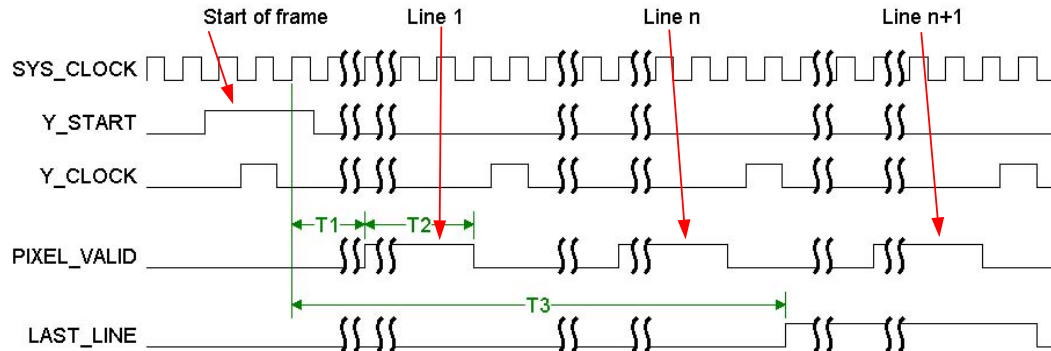 Start of frame
Line 1
Line n
Line n+1
SYS_CLOCK
Y_START
Y_CLOCK
T1
T2
PIXEL_VALID
T3
LAST_LINE